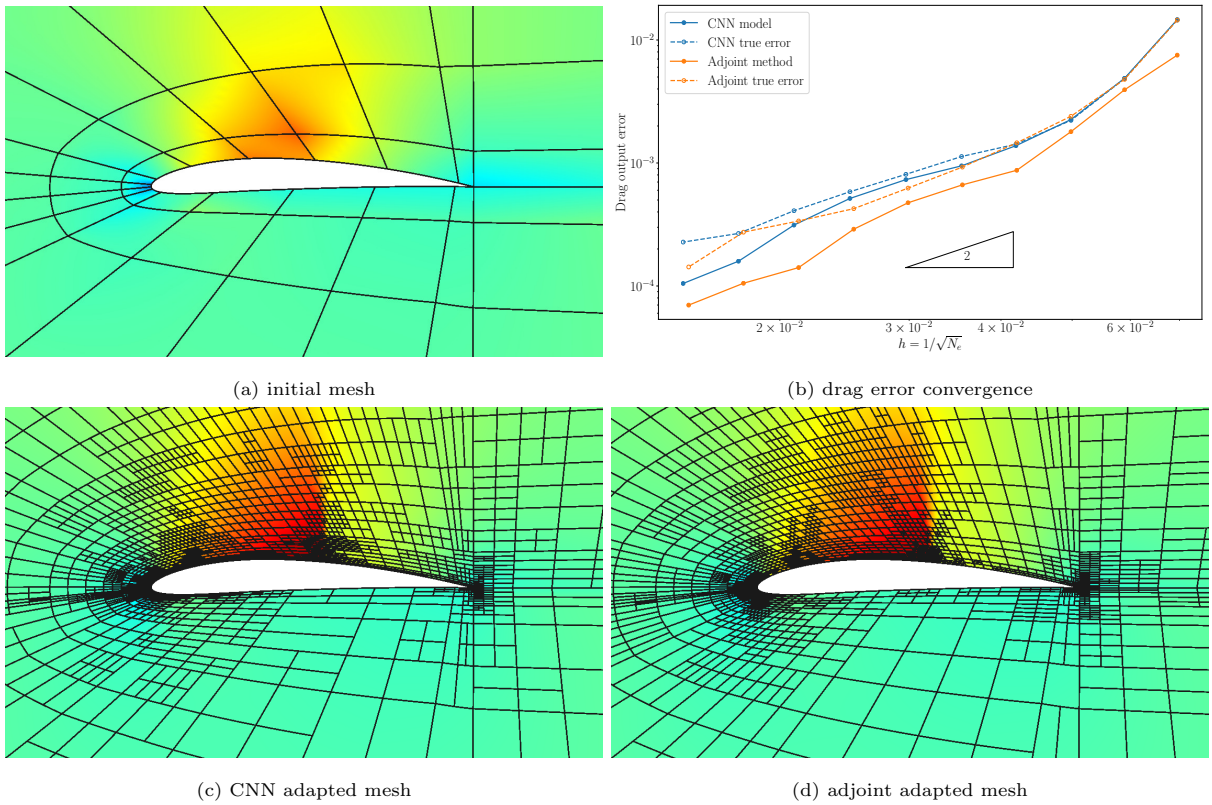 CNN model
CNN true error
Adjoint method
Adjoint true error
10⁻²
10⁻³
10⁻⁴
Drag output error
2
2 × 10⁻²
3 × 10⁻²
4 × 10⁻²
6 × 10⁻²
h = 1/√Nₑ
(a) initial mesh
(b) drag error convergence
(c) CNN adapted mesh
(d) adjoint adapted mesh